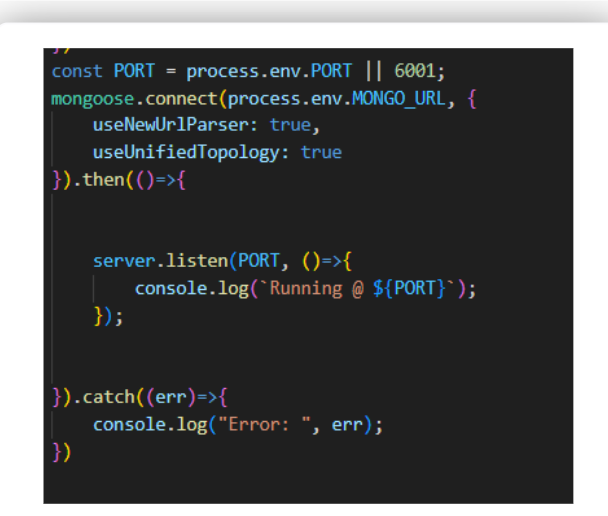 })
const PORT = process.env.PORT || 6001;
mongoose.connect(process.env.MONGO_URL, {
    useNewUrlParser: true,
    useUnifiedTopology: true
}).then(()=>{
    server.listen(PORT, ()=>{
        console.log(`Running @ ${PORT}`);
    });
}).catch((err)=>{
    console.log("Error: ", err);
})